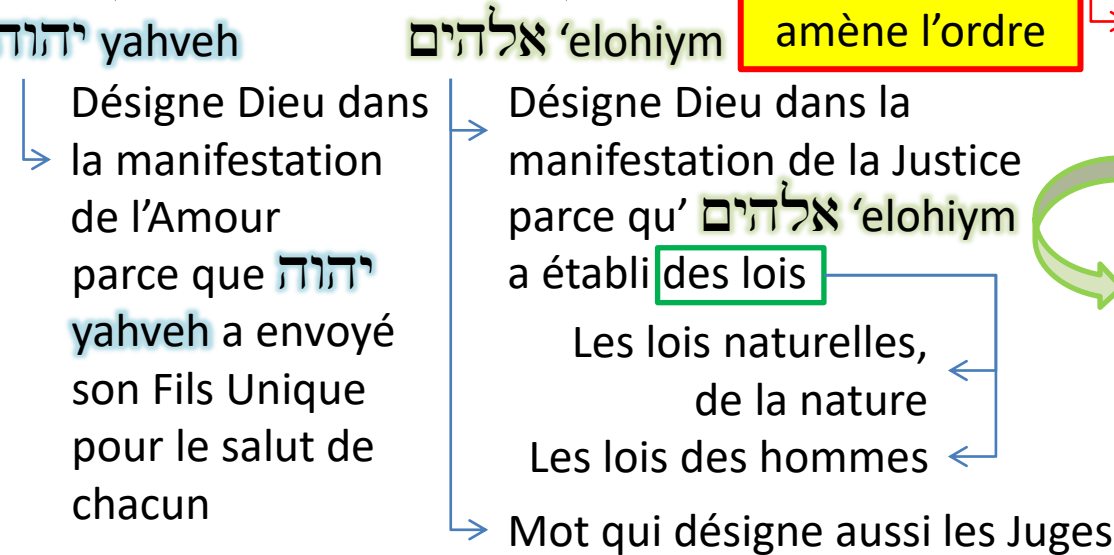 יהוה yahveh
Désigne Dieu dans
la manifestation
de l’Amour
parce que יהוה
yahveh a envoyé
son Fils Unique
pour le salut de
chacun
אלהים ‘elohiym
amène l’ordre
Désigne Dieu dans la
manifestation de la Justice
parce qu’ אלהים ‘elohiym
a établi des lois
Les lois naturelles,
de la nature
Les lois des hommes
Mot qui désigne aussi les Juges